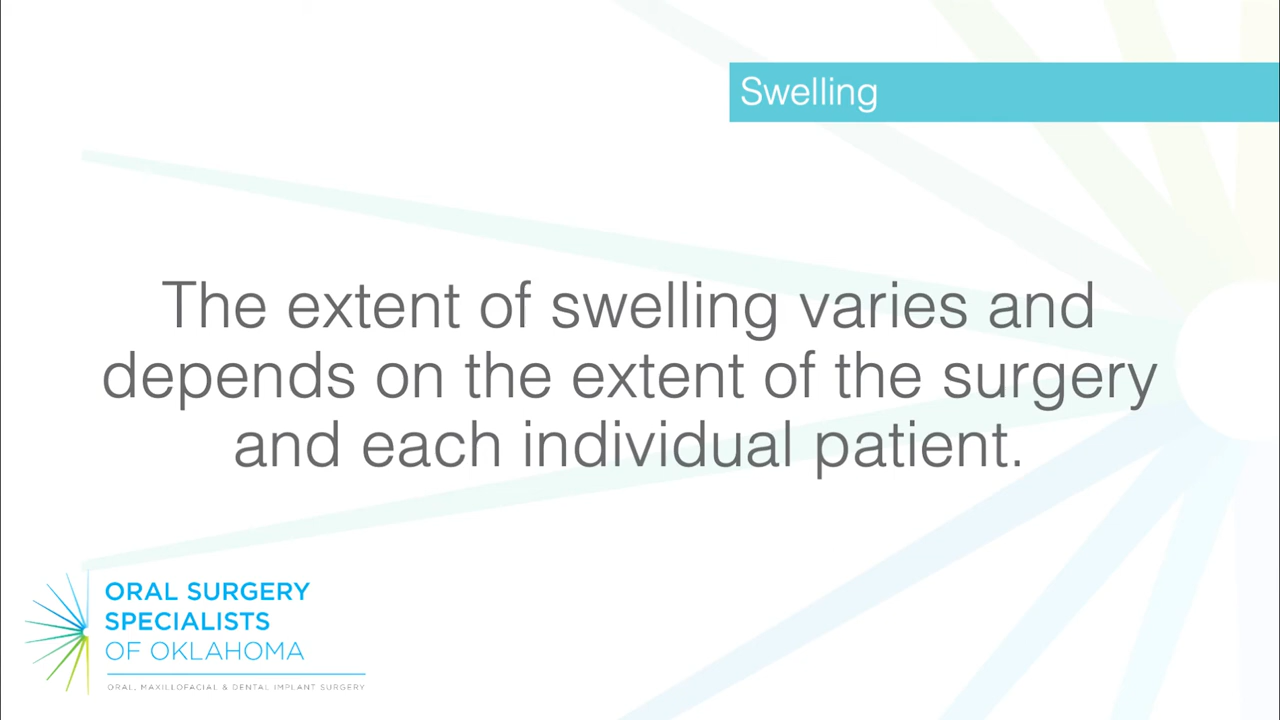 Swelling
The extent of swelling varies and
depends on the extent of the surgery
and each individual patient.
ORAL SURGERY
SPECIALISTS
OF OKLAHOMA
ORAL, MAXILLOFACIAL & DENTAL IMPLANT SURGERY